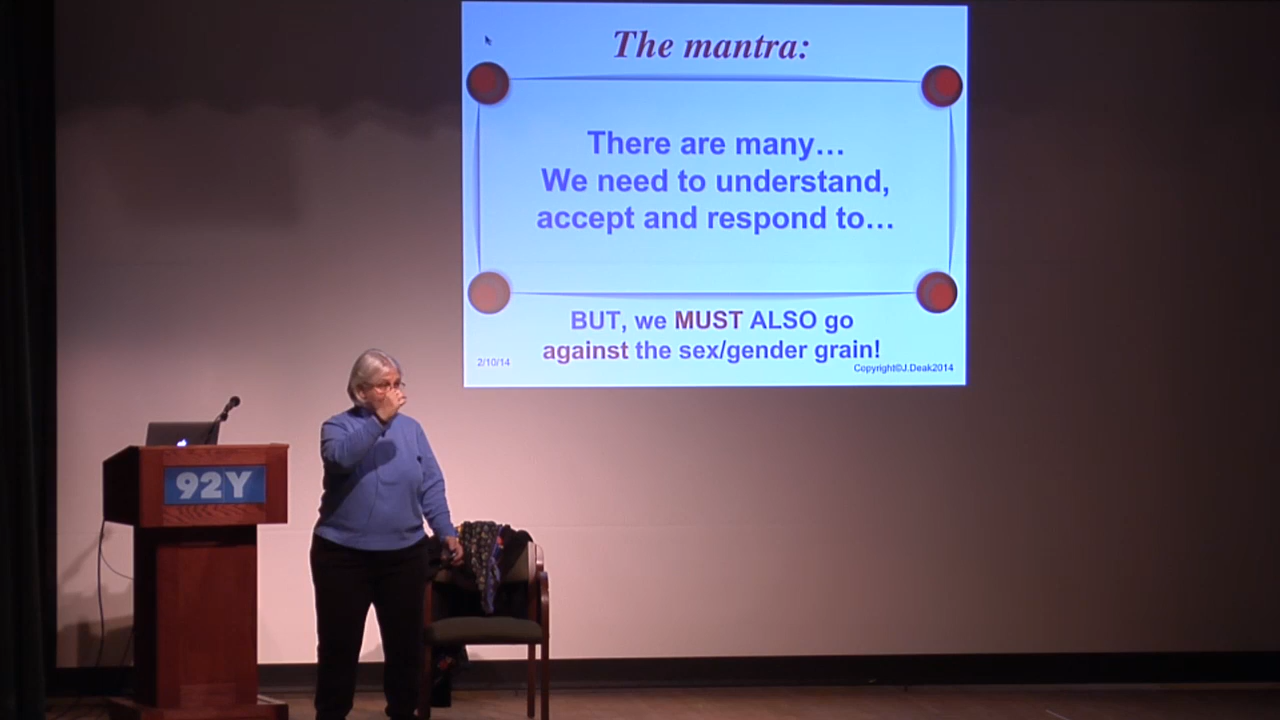 The mantra:
There are many…
We need to understand,
accept and respond to…
BUT, we MUST ALSO go
against the sex/gender grain!
2/10/14
Copyright©J.Deak2014
92Y